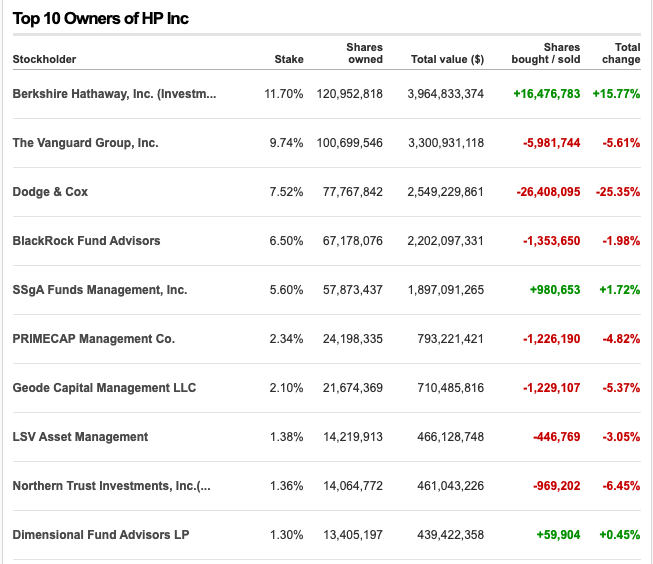 Top 10 Owners of HP Inc
Shares Shares Total
Stockholder Stake owned Total value ($) bought / sold change
Berkshire Hathaway, Inc. (Investm... 11.70% 120,952,818 3,964,833,374 +16,476,783 +15.77%
The Vanguard Group, Inc. 9.74% 100,699,546 3,300,931,118 -5,981,744 -5.61%
Dodge & Cox 7.52% 77,767,842 2,549,229,861 -26,408,095 -25.35%
BlackRock Fund Advisors 6.50% 67,178,076 2,202,097,331 -1,353,650 -1.98%
SSgA Funds Management, Inc. 5.60% 57,873,437 1,897,091,265 +980,653 +1.72%
PRIMECAP Management Co. 2.34% 24,198,335 793,221,421 -1,226,190 -4.82%
Geode Capital Management LLC 2.10% 21,674,369 710,485,816 -1,229,107 -5.37%
LSV Asset Management 1.38% 14,219,913 466,128,748 -446,769 -3.05%
Northern Trust Investments, Inc.(... 1.36% 14,064,772 461,043,226 -969,202 -6.45%
Dimensional Fund Advisors LP 1.30% 13,405,197 439,422,358 +59,904 +0.45%